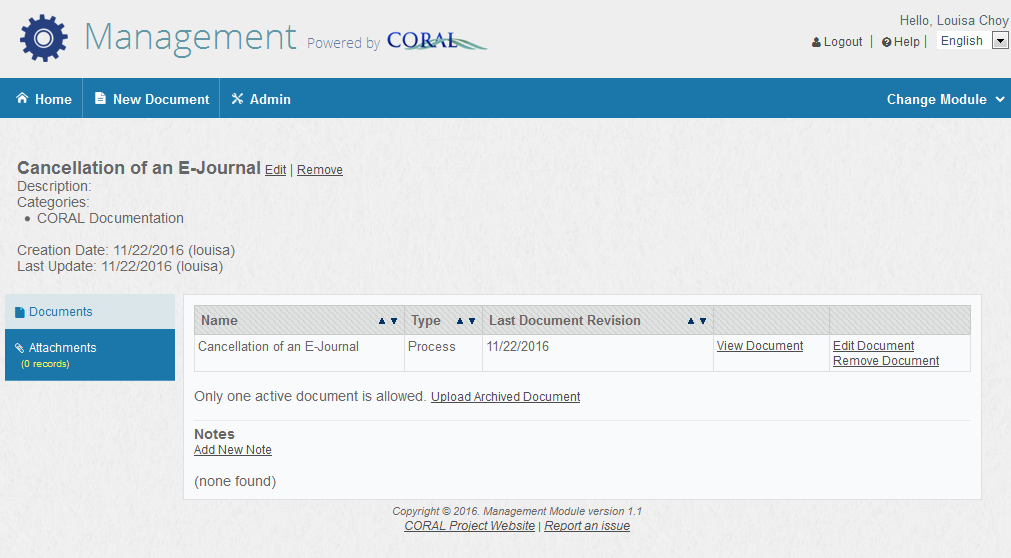 Hello, Louisa Choy
Management Powered by CORAL
Logout | Help | English
Home New Document Admin Change Module
Cancellation of an E-Journal Edit | Remove
Description:
Categories:
• CORAL Documentation
Creation Date: 11/22/2016 (louisa)
Last Update: 11/22/2016 (louisa)
Documents
Attachments
(0 records)
Name Type Last Document Revision
Cancellation of an E-Journal Process 11/22/2016 View Document Edit Document
Remove Document
Only one active document is allowed. Upload Archived Document
Notes
Add New Note
(none found)
Copyright © 2016. Management Module version 1.1
CORAL Project Website | Report an issue